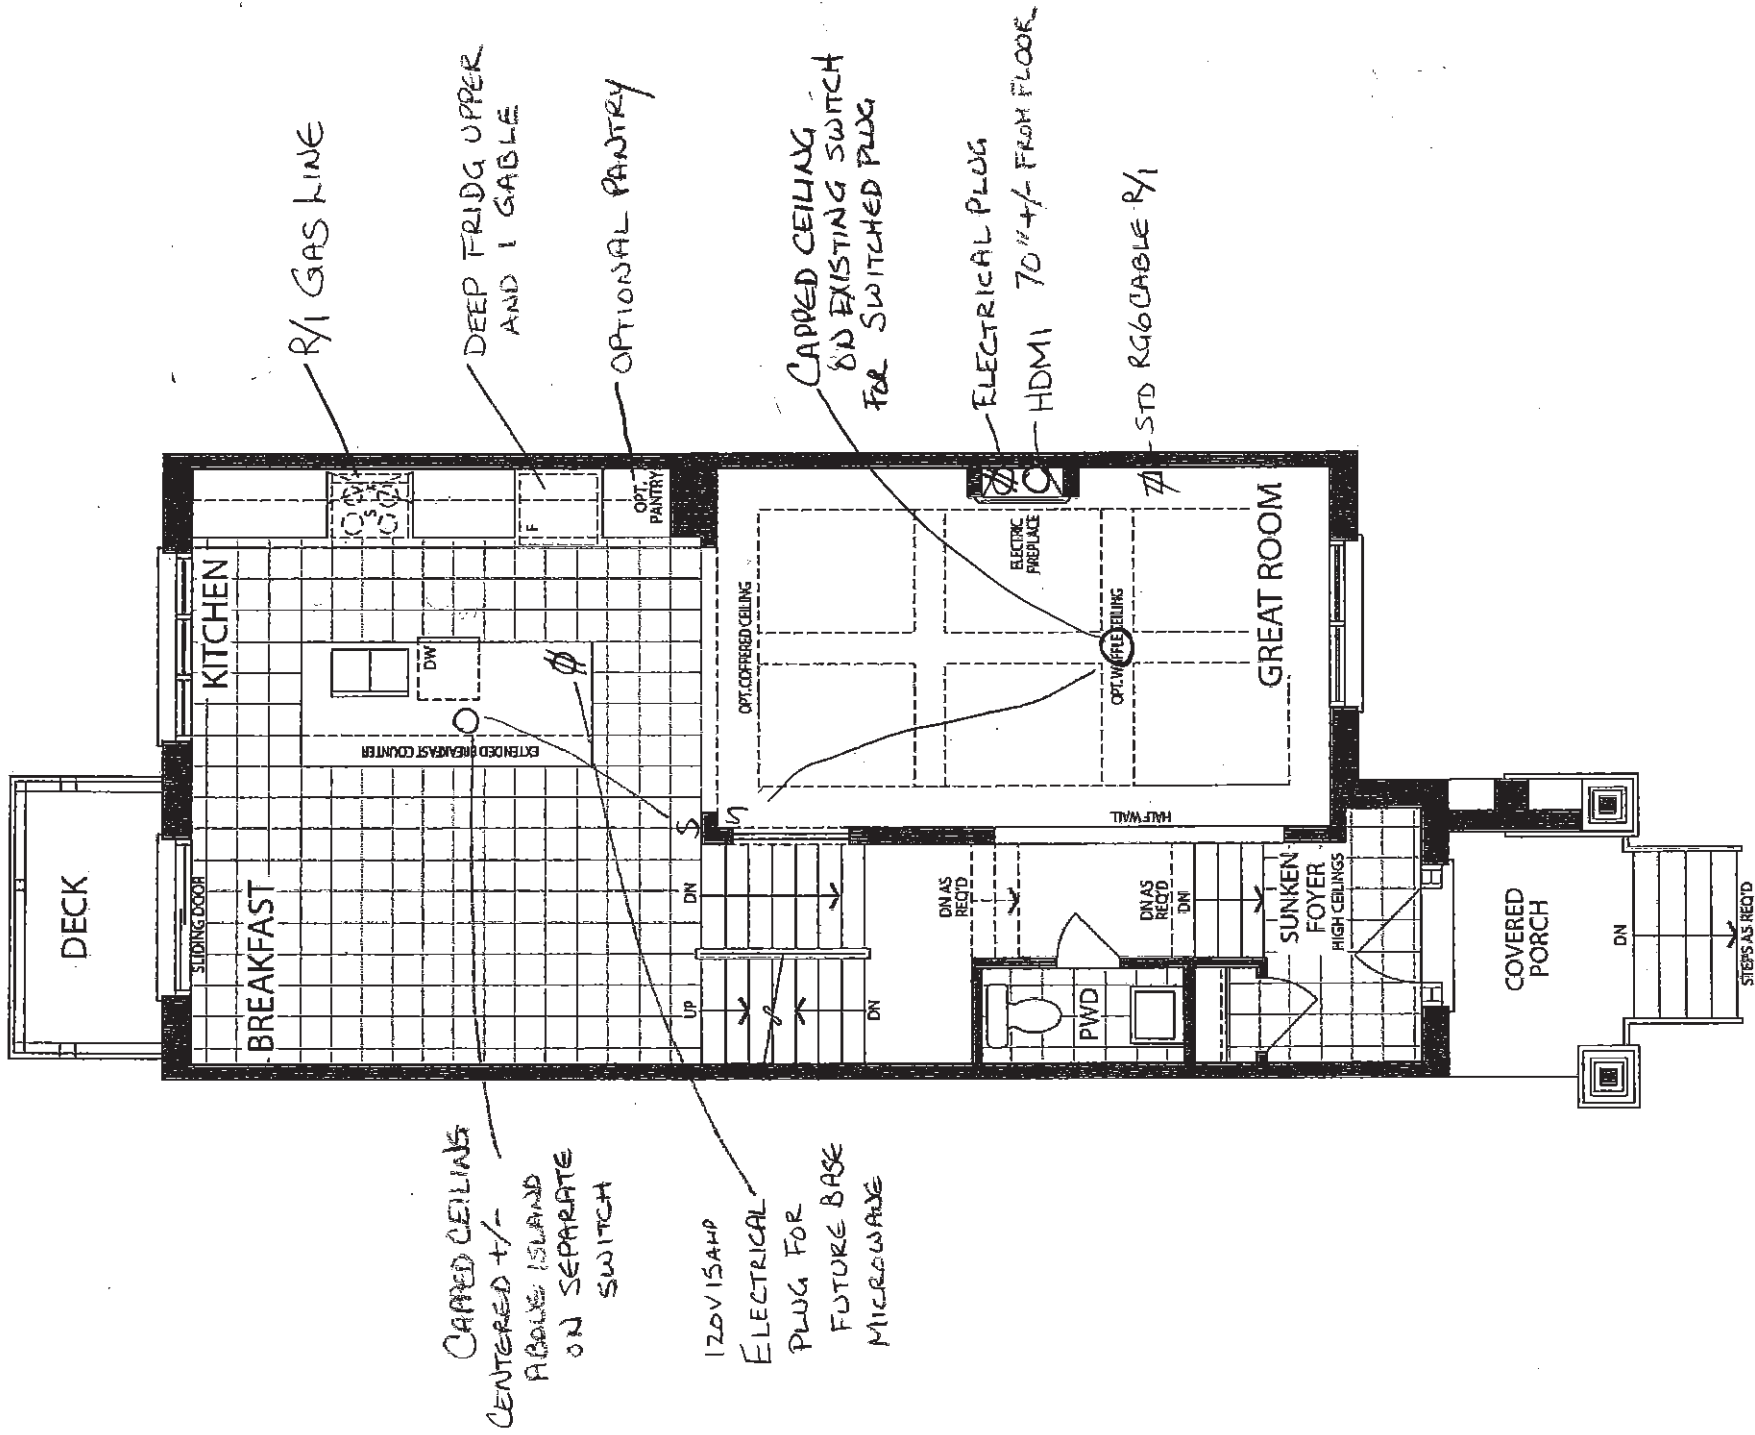 R/I GAS LINE
DEEP FRIDG UPPER
AND 1 GABLE
OPTIONAL PANTRY
CAPPED CEILING
ON EXISTING SWITCH
FOR SWITCHED PLUG
ELECTRICAL PLUG
HDMI 70"+/- FROM FLOOR
STD RG6 CABLE R/I
DECK
SLIDING DOOR
BREAKFAST
KITCHEN
DW
EXTENDED BREAKFAST COUNTER
S
F
OPT.
PANTRY
OPT. COFFERED CEILING
ELECTRIC
FIREPLACE
OPT. WAFFLE CEILING
GREAT ROOM
HALF WALL
S
S
DN
UP
DN
DN AS
REQ'D
DN AS
REQ'D
DN
PWD
SUNKEN
FOYER
HIGH CEILINGS
COVERED
PORCH
DN
STEPS AS REQ'D
CAPPED CEILING
CENTERED +/-
ABOVE ISLAND
ON SEPARATE
SWITCH
120V 15AMP
ELECTRICAL
PLUG FOR
FUTURE BASE
MICROWAVE